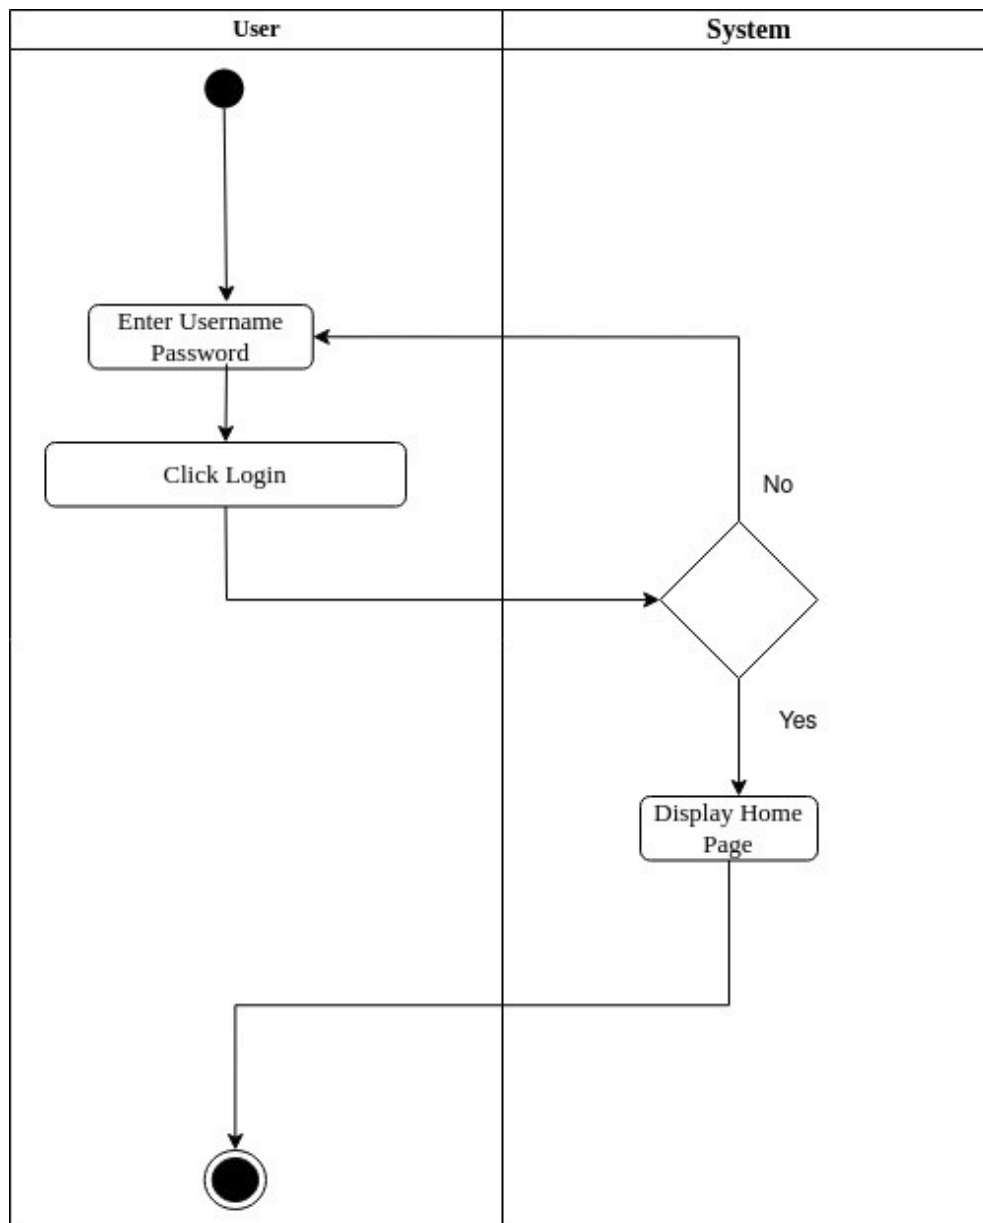 User
System
Enter Username
Password
Click Login
No
Yes
Display Home
Page